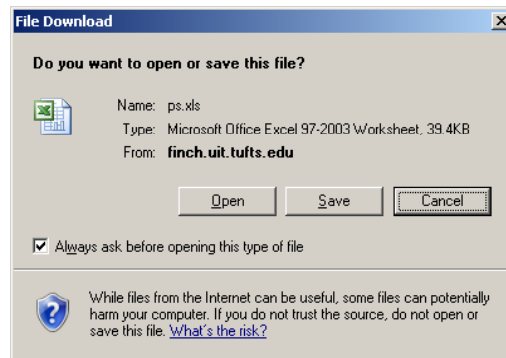 File Download
Do you want to open or save this file?
Name: ps.xls
Type: Microsoft Office Excel 97-2003 Worksheet, 39.4KB
From: finch.uit.tufts.edu
Open Save Cancel
Always ask before opening this type of file
While files from the Internet can be useful, some files can potentially
harm your computer. If you do not trust the source, do not open or
save this file. What's the risk?